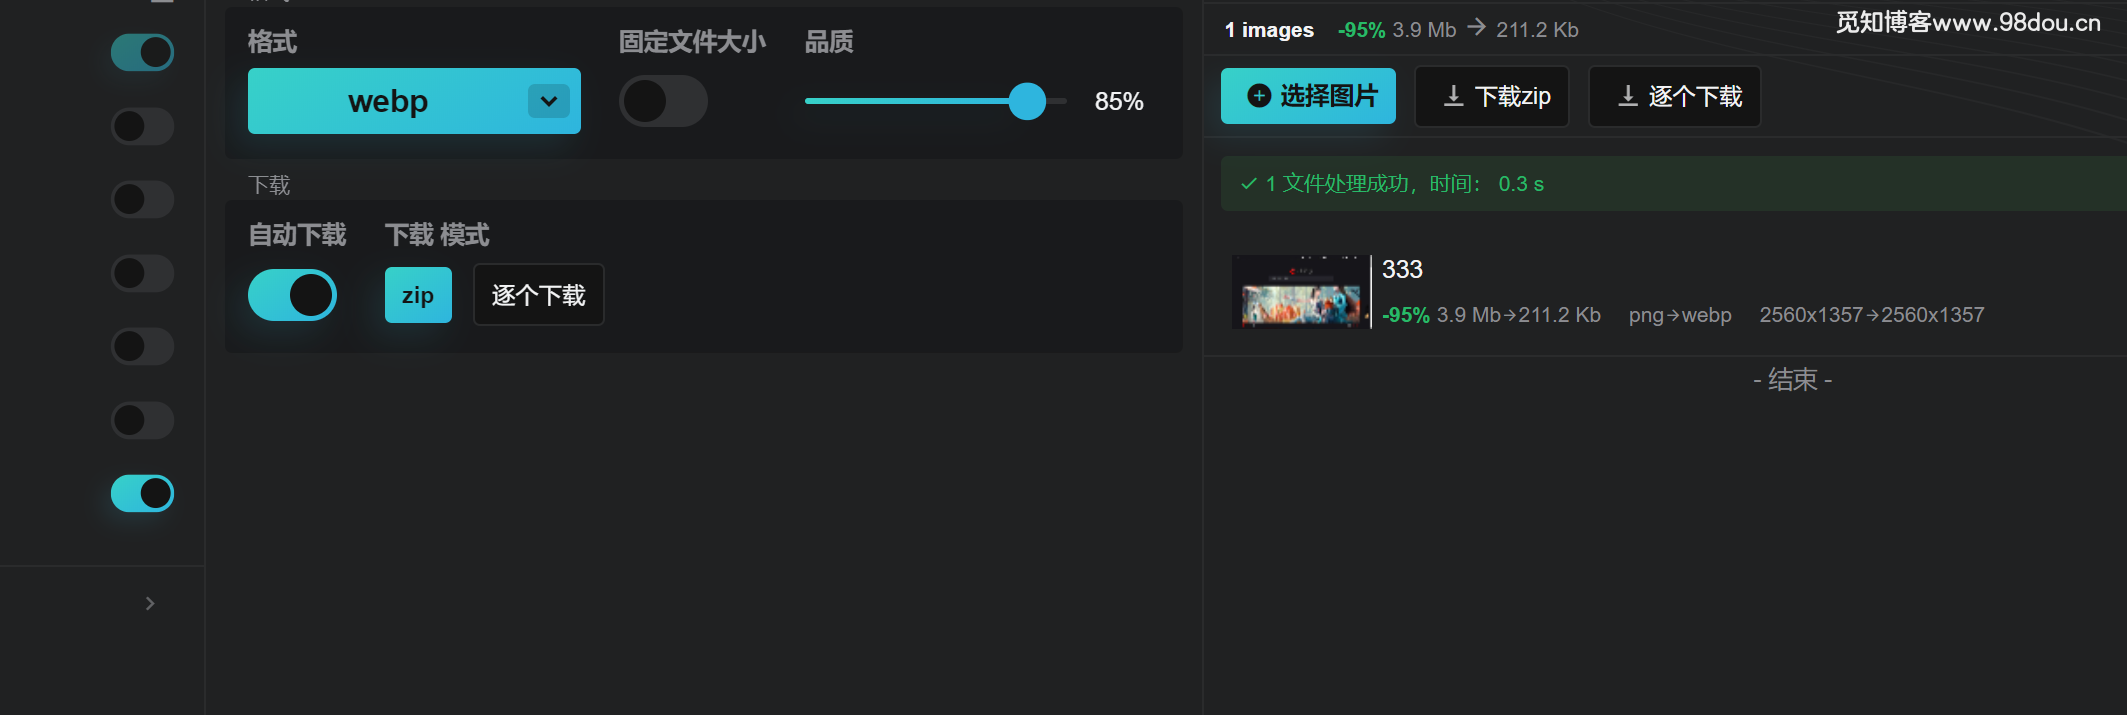 格式
固定文件大小
品质
webp
85%
下载
自动下载
下载 模式
zip
逐个下载
1 images -95% 3.9 Mb → 211.2 Kb
觅知博客www.98dou.cn
选择图片
下载zip
逐个下载
✓ 1 文件处理成功，时间： 0.3 s
333
-95% 3.9 Mb→211.2 Kb png→webp 2560x1357→2560x1357
- 结束 -